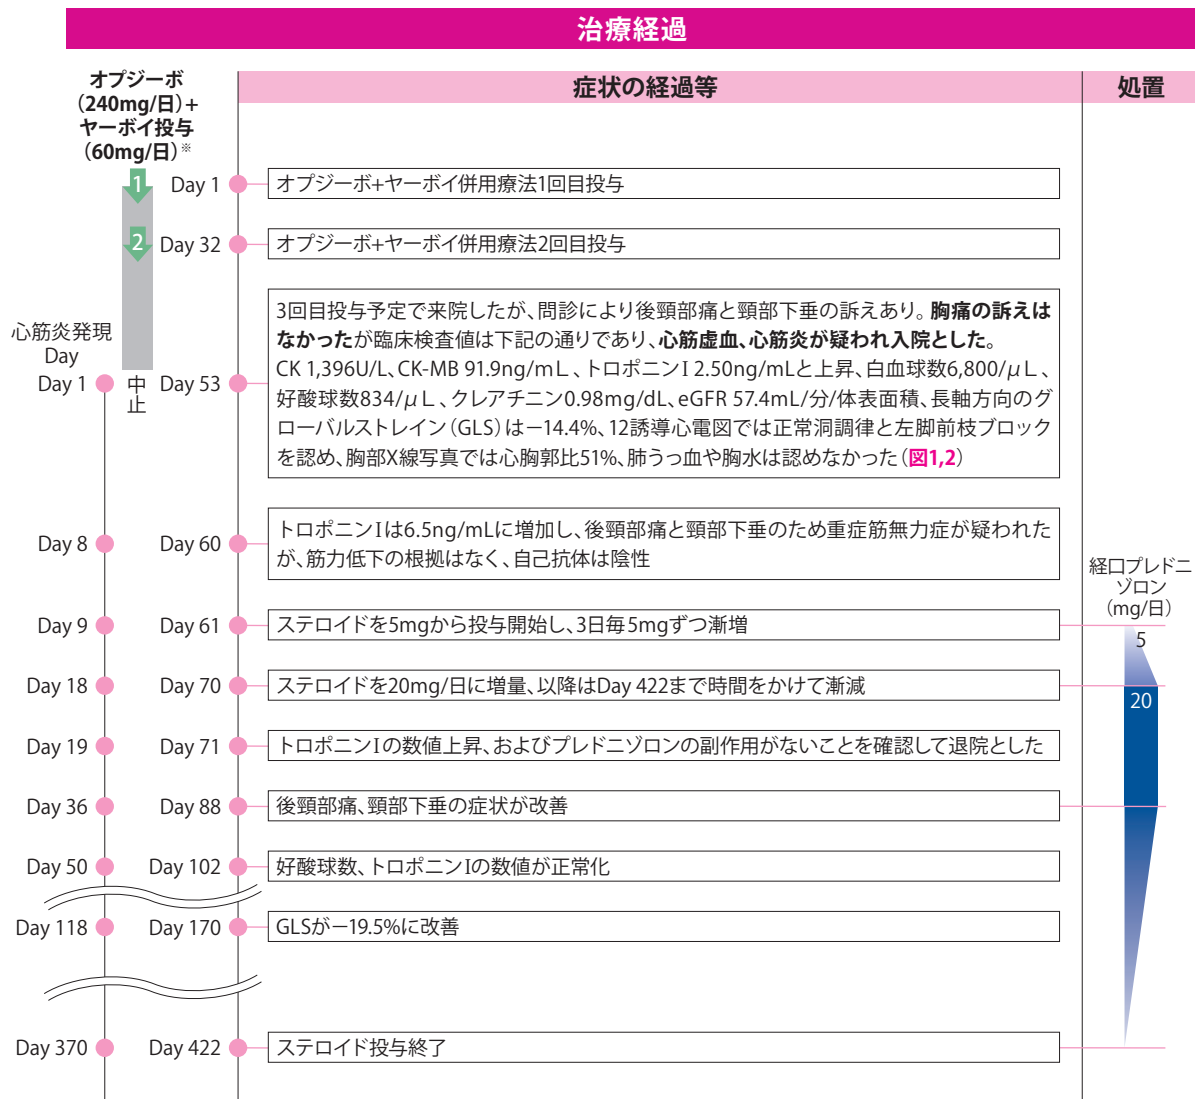 治療経過
オプジーボ
（240mg/日）+
ヤーボイ投与
（60mg/日）※
症状の経過等
処置
1
Day 1
オプジーボ+ヤーボイ併用療法1回目投与
2
Day 32
オプジーボ+ヤーボイ併用療法2回目投与
心筋炎発現
Day
Day 1
中止
Day 53
3回目投与予定で来院したが、問診により後頸部痛と頸部下垂の訴えあり。胸痛の訴えは
なかったが臨床検査値は下記の通りであり、心筋虚血、心筋炎が疑われ入院とした。
CK 1,396U/L、CK-MB 91.9ng/mL、トロポニンI 2.50ng/mLと上昇、白血球数6,800/μL、
好酸球数834/μL、クレアチニン0.98mg/dL、eGFR 57.4mL/分/体表面積、長軸方向のグ
ローバルストレイン（GLS）は－14.4%、12誘導心電図では正常洞調律と左脚前枝ブロック
を認め、胸部X線写真では心胸郭比51%、肺うっ血や胸水は認めなかった（図1,2）
Day 8
Day 60
トロポニンIは6.5ng/mLに増加し、後頸部痛と頸部下垂のため重症筋無力症が疑われた
が、筋力低下の根拠はなく、自己抗体は陰性
経口プレドニ
ゾロン
（mg/日）
Day 9
Day 61
ステロイドを5mgから投与開始し、3日毎5mgずつ漸増
5
Day 18
Day 70
ステロイドを20mg/日に増量、以降はDay 422まで時間をかけて漸減
20
Day 19
Day 71
トロポニンIの数値上昇、およびプレドニゾロンの副作用がないことを確認して退院とした
Day 36
Day 88
後頸部痛、頸部下垂の症状が改善
Day 50
Day 102
好酸球数、トロポニンIの数値が正常化
Day 118
Day 170
GLSが－19.5%に改善
Day 370
Day 422
ステロイド投与終了